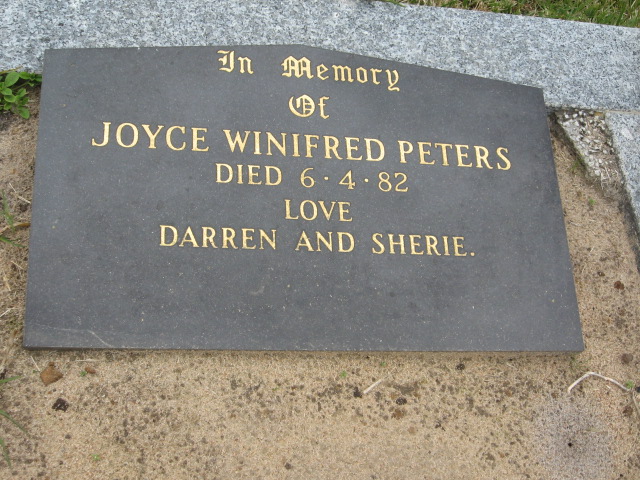 In Memory
Of
JOYCE WINIFRED PETERS
DIED 6·4·82
LOVE
DARREN AND SHERIE.